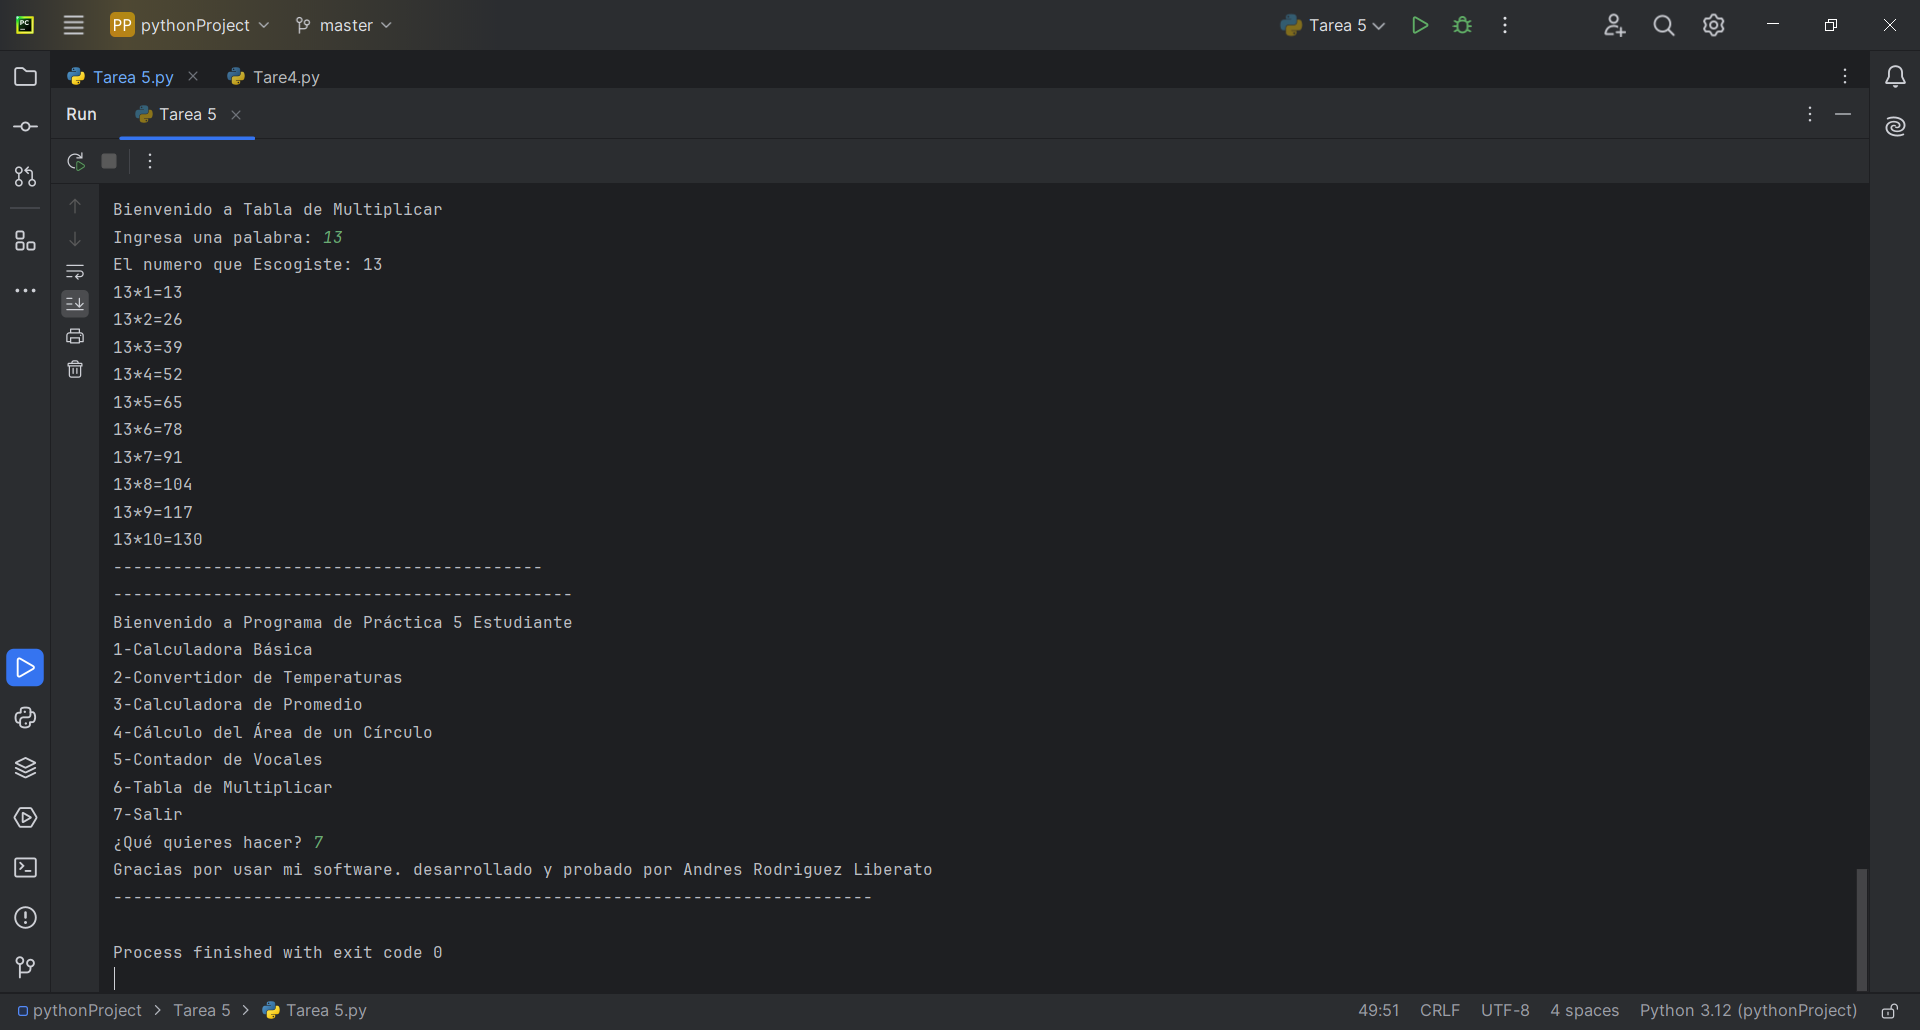 PC
PP pythonProject master Tarea 5
Tarea 5.py Tare4.py
Run Tarea 5
Bienvenido a Tabla de Multiplicar
Ingresa una palabra: 13
El numero que Escogiste: 13
13*1=13
13*2=26
13*3=39
13*4=52
13*5=65
13*6=78
13*7=91
13*8=104
13*9=117
13*10=130
-------------------------------------------
----------------------------------------------
Bienvenido a Programa de Práctica 5 Estudiante
1-Calculadora Básica
2-Convertidor de Temperaturas
3-Calculadora de Promedio
4-Cálculo del Área de un Círculo
5-Contador de Vocales
6-Tabla de Multiplicar
7-Salir
¿Qué quieres hacer? 7
Gracias por usar mi software. desarrollado y probado por Andres Rodriguez Liberato
----------------------------------------------------------------------------
Process finished with exit code 0
pythonProject > Tarea 5 > Tarea 5.py 49:51 CRLF UTF-8 4 spaces Python 3.12 (pythonProject)